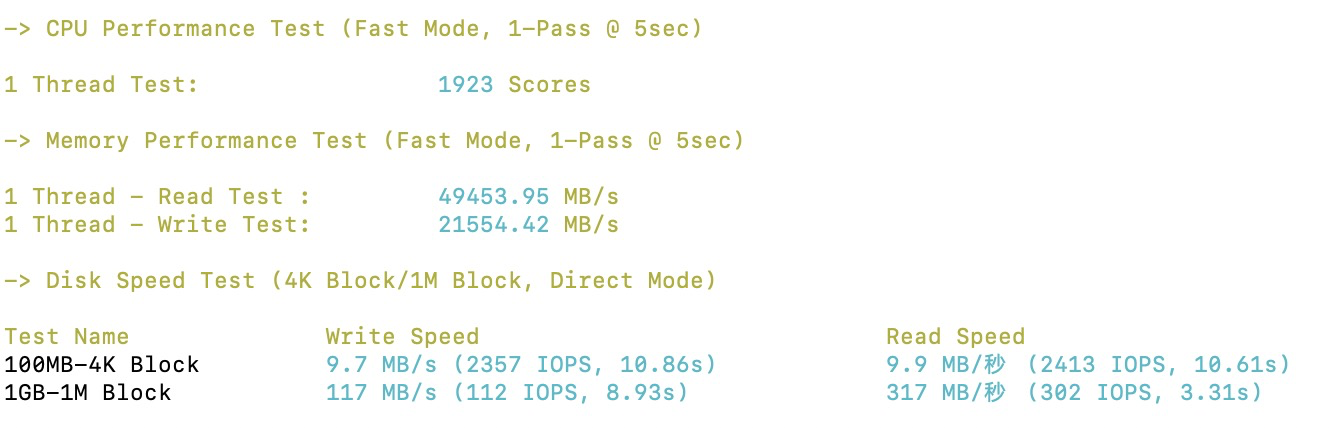 -> CPU Performance Test (Fast Mode, 1-Pass @ 5sec)
1 Thread Test: 1923 Scores
-> Memory Performance Test (Fast Mode, 1-Pass @ 5sec)
1 Thread - Read Test : 49453.95 MB/s
1 Thread - Write Test: 21554.42 MB/s
-> Disk Speed Test (4K Block/1M Block, Direct Mode)
Test Name Write Speed Read Speed
100MB-4K Block 9.7 MB/s (2357 IOPS, 10.86s) 9.9 MB/秒 (2413 IOPS, 10.61s)
1GB-1M Block 117 MB/s (112 IOPS, 8.93s) 317 MB/秒 (302 IOPS, 3.31s)